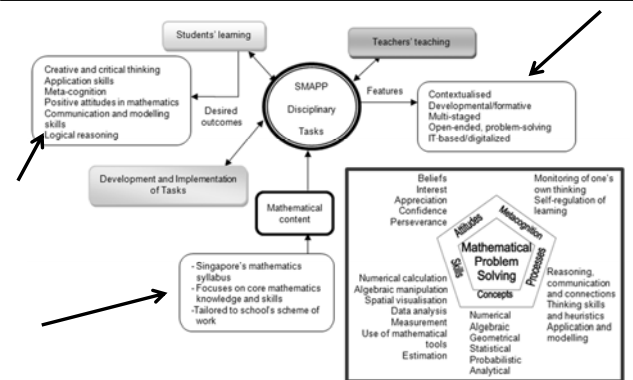 Students' learning
Teachers' teaching
Creative and critical thinking
Application skills
Meta-cognition
Positive attitudes in mathematics
Communication and modelling
skills
Logical reasoning
Desired
outcomes
SMAPP
Disciplinary
Tasks
Features
Contextualised
Developmental/formative
Multi-staged
Open-ended, problem-solving
IT-based/digitalized
Development and Implementation
of Tasks
Mathematical
content
- Singapore's mathematics
syllabus
- Focuses on core mathematics
knowledge and skills
-Tailored to school's scheme of
work
Beliefs
Interest
Appreciation
Confidence
Perseverance
Monitoring of one's
own thinking
Self-regulation of
learning
Attitudes
Metacognition
Mathematical
Problem
Solving
Skills
Processes
Concepts
Numerical calculation
Algebraic manipulation
Spatial visualisation
Data analysis
Measurement
Use of mathematical
tools
Estimation
Numerical
Algebraic
Geometrical
Statistical
Probabilistic
Analytical
Reasoning,
communication
and connections
Thinking skills
and heuristics
Application and
modelling